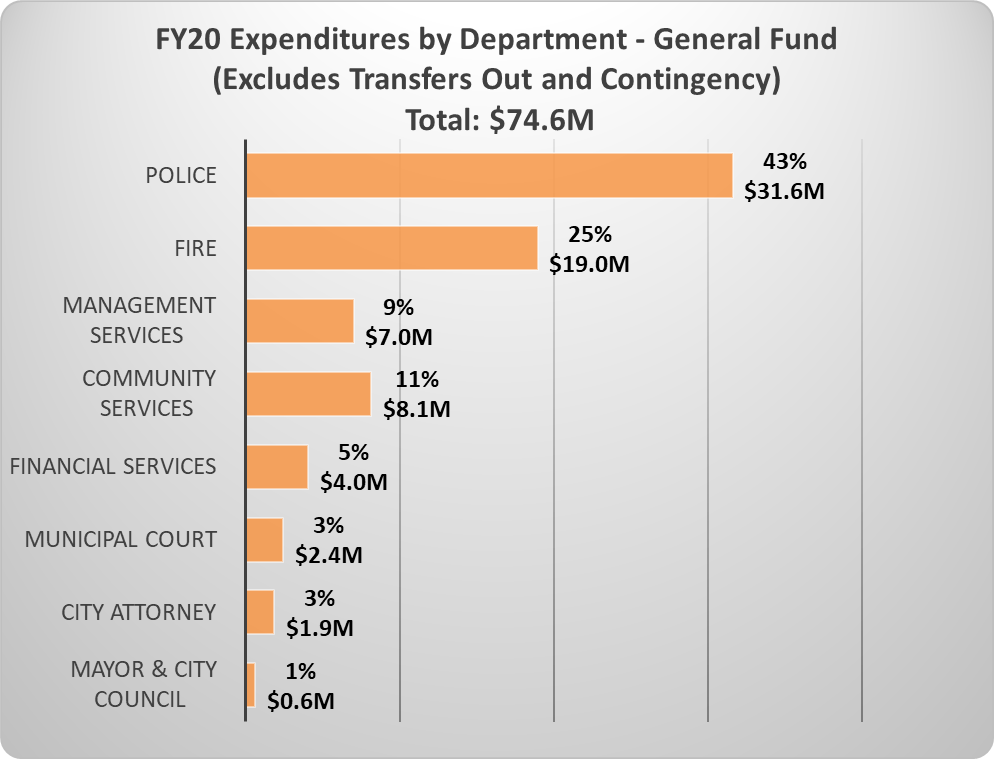 FY20 Expenditures by Department - General Fund
(Excludes Transfers Out and Contingency)
Total: $74.6M
POLICE
43%
$31.6M
FIRE
25%
$19.0M
MANAGEMENT
SERVICES
9%
$7.0M
COMMUNITY
SERVICES
11%
$8.1M
FINANCIAL SERVICES
5%
$4.0M
MUNICIPAL COURT
3%
$2.4M
CITY ATTORNEY
3%
$1.9M
MAYOR & CITY
COUNCIL
1%
$0.6M